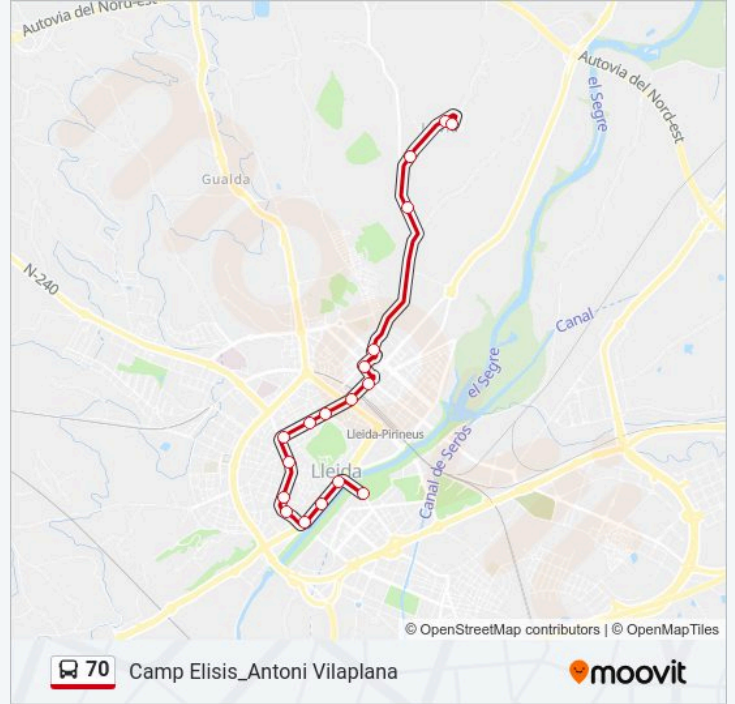 Autovia del Nord-est
Autovia del Nord-est
el Segre
Gualda
N-240
Canal
el Segre
Lleida-Pirineus
Lleida
Canal de Seròs
© OpenStreetMap contributors | © OpenMapTiles
70 Camp Elisis_Antoni Vilaplana
moovit